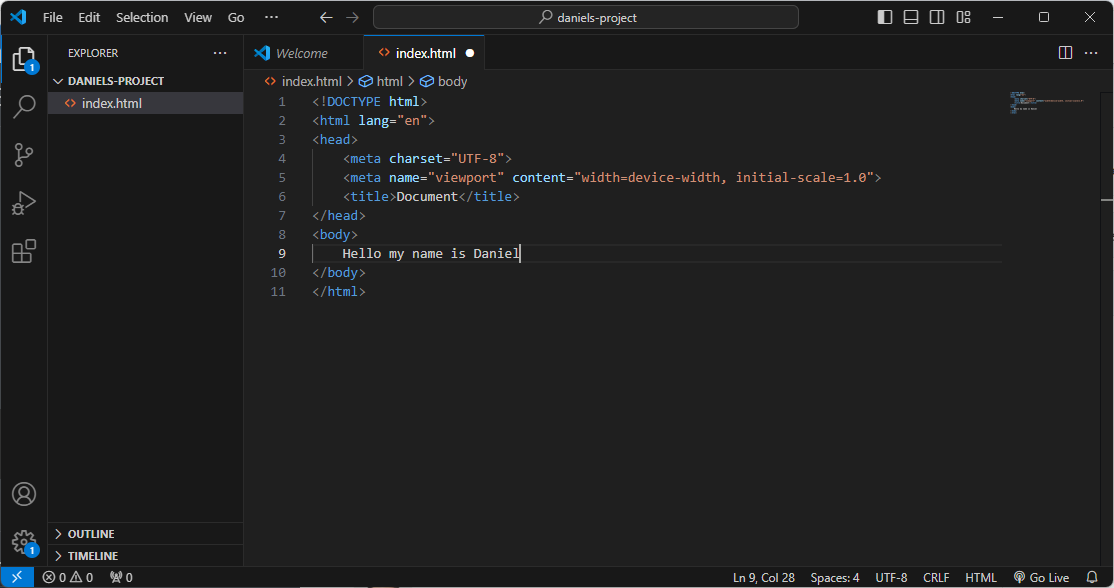 File Edit Selection View Go ··· daniels-project
EXPLORER ···
DANIELS-PROJECT
index.html
Welcome index.html
index.html > html > body
1 <!DOCTYPE html>
2 <html lang="en">
3 <head>
4 <meta charset="UTF-8">
5 <meta name="viewport" content="width=device-width, initial-scale=1.0">
6 <title>Document</title>
7 </head>
8 <body>
9 Hello my name is Daniel
10 </body>
11 </html>
1
OUTLINE
1
TIMELINE
0 0 0 Ln 9, Col 28 Spaces: 4 UTF-8 CRLF HTML Go Live